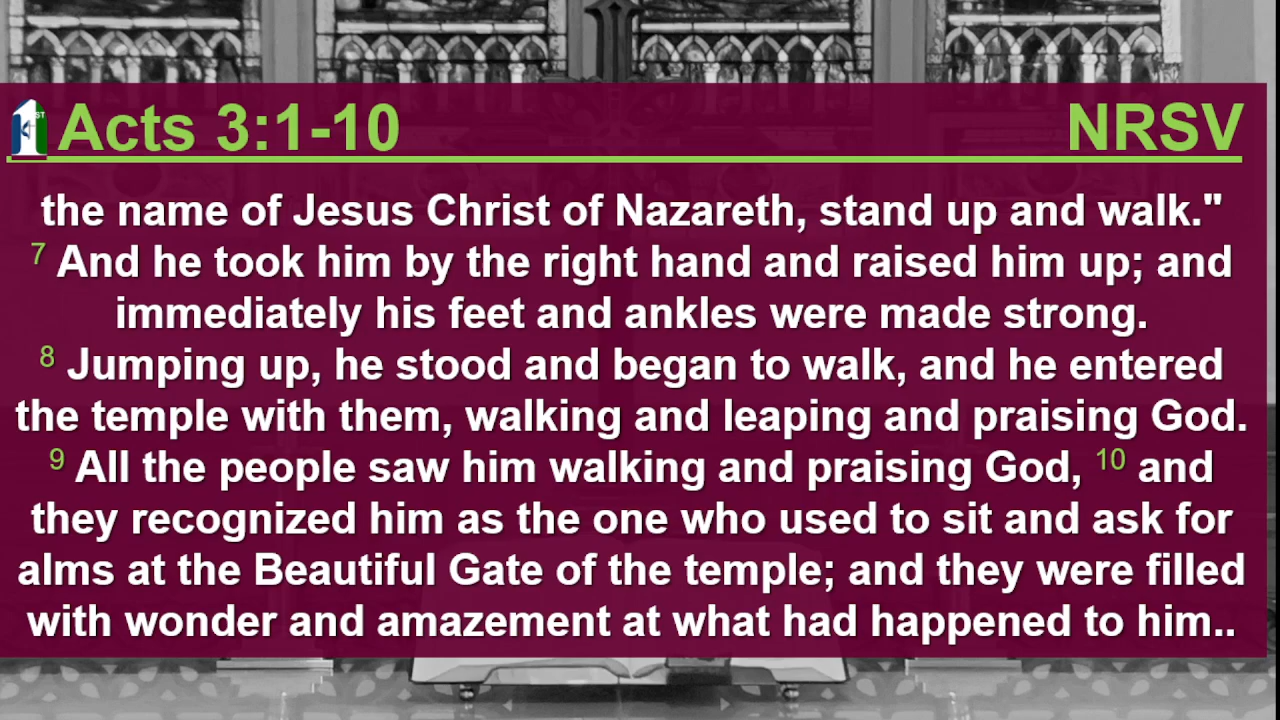 ST
Acts 3:1-10 NRSV
the name of Jesus Christ of Nazareth, stand up and walk."
7 And he took him by the right hand and raised him up; and
immediately his feet and ankles were made strong.
8 Jumping up, he stood and began to walk, and he entered
the temple with them, walking and leaping and praising God.
9 All the people saw him walking and praising God, 10 and
they recognized him as the one who used to sit and ask for
alms at the Beautiful Gate of the temple; and they were filled
with wonder and amazement at what had happened to him..